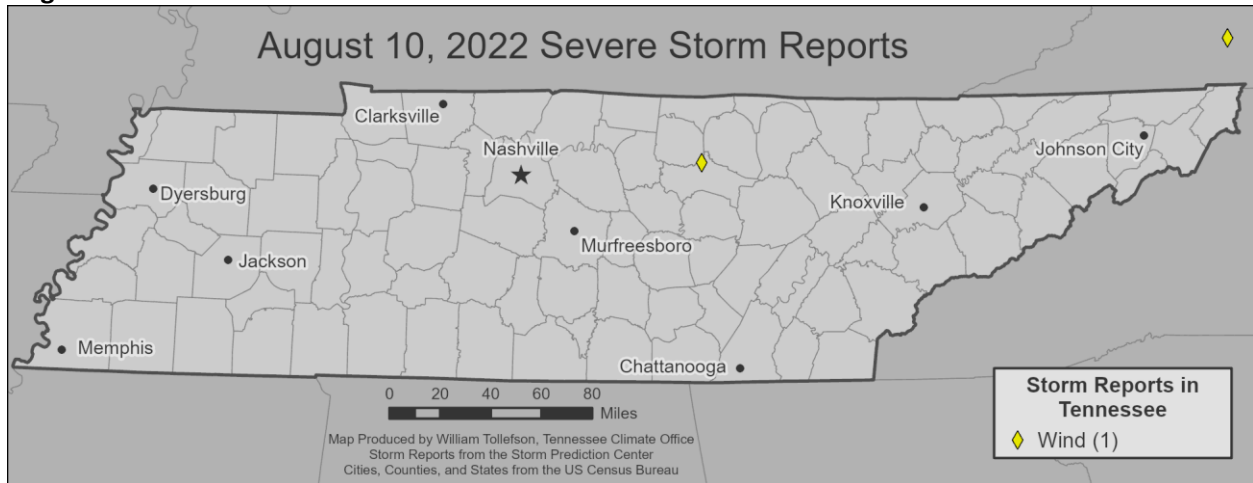 August 10, 2022 Severe Storm Reports
Clarksville
Nashville
Johnson City
Dyersburg
Knoxville
Murfreesboro
Jackson
Memphis
Chattanooga
0 20 40 60 80
Miles
Map Produced by William Tollefson, Tennessee Climate Office
Storm Reports from the Storm Prediction Center
Cities, Counties, and States from the US Census Bureau
Storm Reports in
Tennessee
Wind (1)